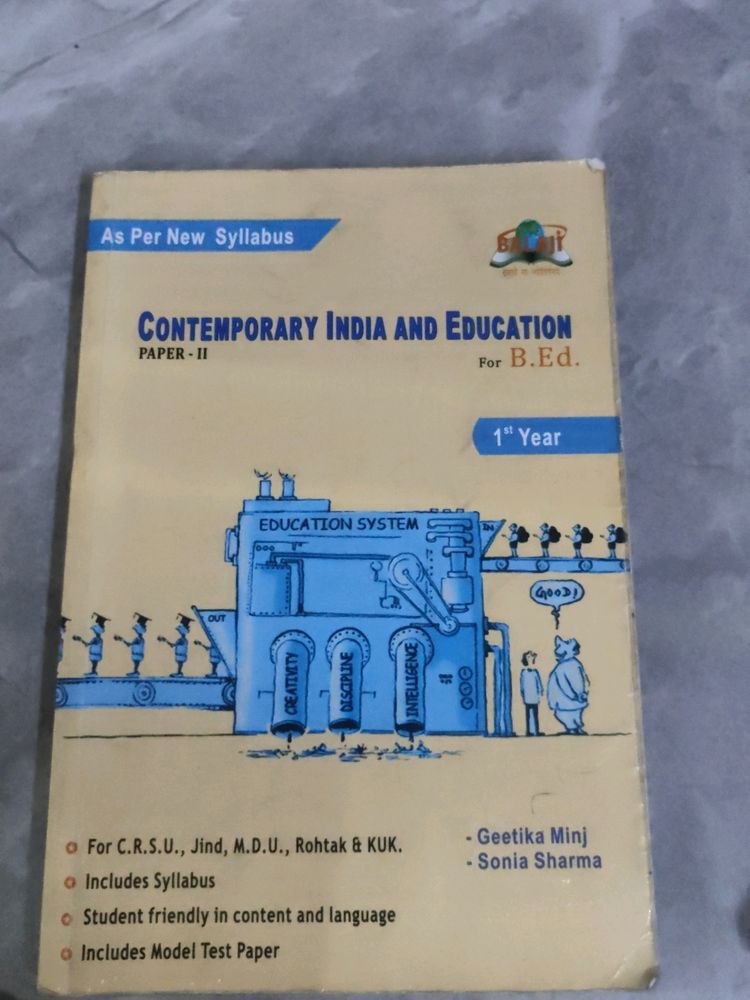 As Per New Syllabus
BALAJI
CONTEMPORARY INDIA AND EDUCATION
PAPER - II
For B.Ed.
1st Year
EDUCATION SYSTEM
IN
OUT
CREATIVITY
DISCIPLINE
INTELLIGENCE
GOOD!
For C.R.S.U., Jind, M.D.U., Rohtak & KUK.
Includes Syllabus
Student friendly in content and language
Includes Model Test Paper
- Geetika Minj
- Sonia Sharma